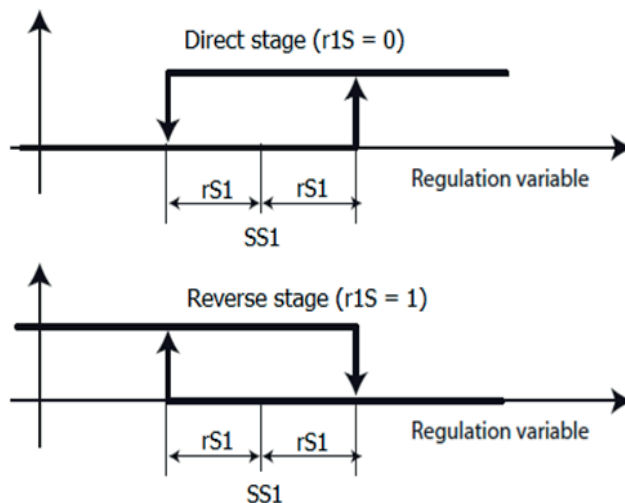 Direct stage (r1S = 0)
Regulation variable
rS1 rS1
SS1
Reverse stage (r1S = 1)
Regulation variable
rS1 rS1
SS1